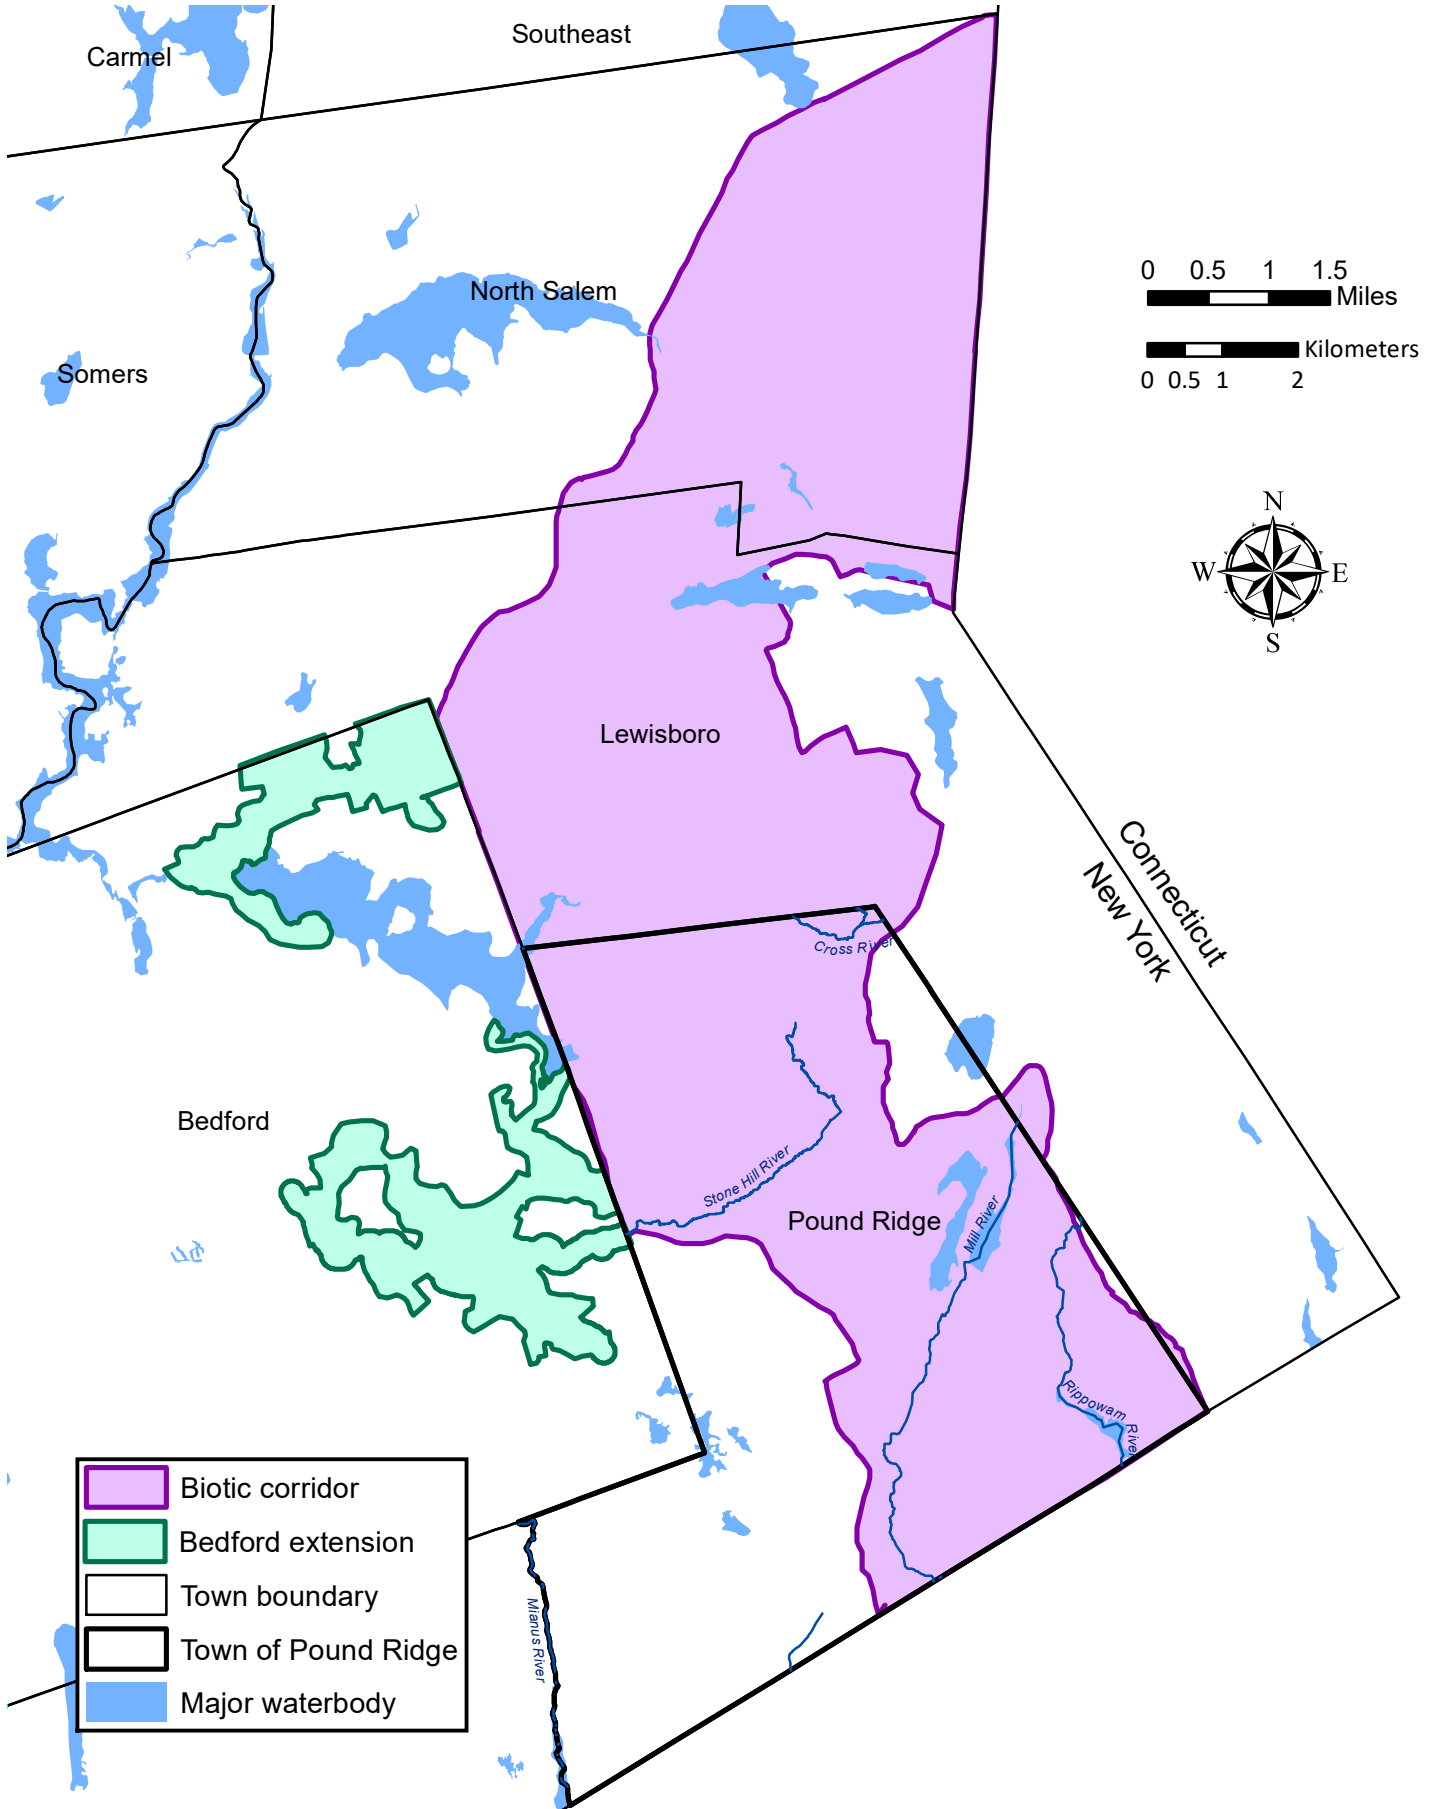 Southeast
Carmel
North Salem
Somers
0 0.5 1 1.5
Miles
Kilometers
0 0.5 1 2
N
W E
S
Lewisboro
Connecticut
New York
Cross River
Bedford
Stone Hill River
Pound Ridge
Mill River
Rippowam River
Mianus River
Biotic corridor
Bedford extension
Town boundary
Town of Pound Ridge
Major waterbody